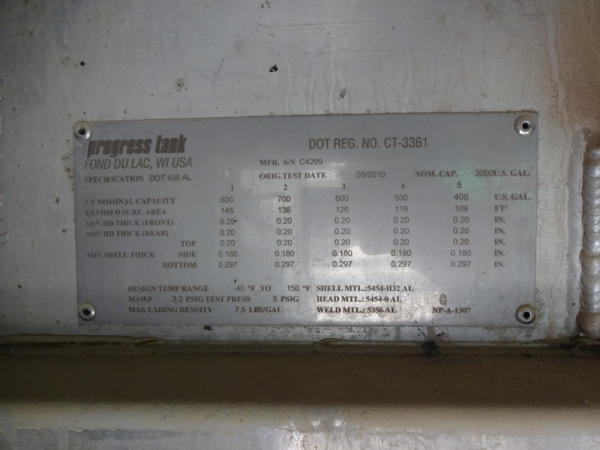 progress tank
DOT REG. NO. CT-3361
FOND DU LAC, WI USA
MFR. S/N C4299
SPECIFICATION DOT 406 AL ORIG.TEST DATE 09/2010 NOM. CAP. 3000U.S. GAL.
1 2 3 4 5
CT NOMINAL CAPACITY 800 700 600 500 400 U.S. GAL.
EXPOSED SURF. AREA 145 136 126 119 109 FT²
MIN HD THICK (FRONT) 0.20 0.20 0.20 0.20 0.20 IN.
MIN HD THICK (REAR) 0.20 0.20 0.20 0.20 0.20 IN.
TOP 0.20 0.20 0.20 0.20 0.20 IN.
MIN SHELL THICK SIDE 0.180 0.180 0.180 0.180 0.180 IN.
BOTTOM 0.297 0.297 0.297 0.297 0.297 IN.
DESIGN TEMP RANGE -40 °F TO 150 °F SHELL MTL.:5454-H32 AL
MAWP 3.3 PSIG TEST PRESS 5 PSIG HEAD MTL.: 5454-0 AL
MAX LADING DENSITY 7.5 LBS/GAL WELD MTL.: 5356 AL NP-A-1307